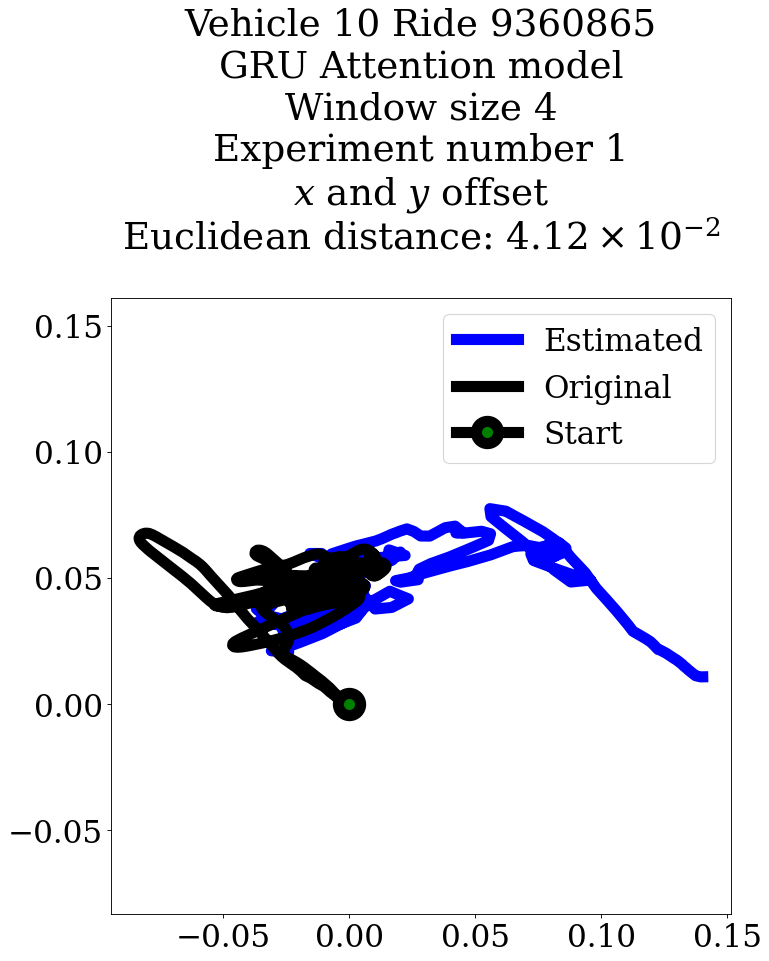 Vehicle 10 Ride 9360865
GRU Attention model
Window size 4
Experiment number 1
x and y offset
Euclidean distance: 4.12 × 10⁻²
0.15
0.10
0.05
0.00
−0.05
Estimated
Original
Start
−0.05 0.00 0.05 0.10 0.15